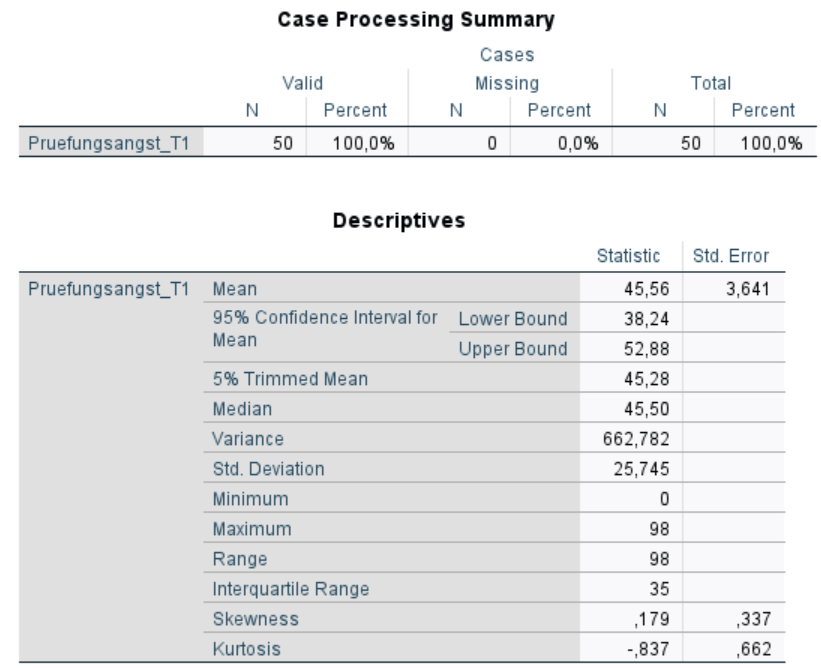 Case Processing Summary
Cases
Valid Missing Total
N Percent N Percent N Percent
Pruefungsangst_T1 50 100,0% 0 0,0% 50 100,0%
Descriptives
Statistic Std. Error
Pruefungsangst_T1 Mean 45,56 3,641
95% Confidence Interval for Lower Bound 38,24
Mean Upper Bound 52,88
5% Trimmed Mean 45,28
Median 45,50
Variance 662,782
Std. Deviation 25,745
Minimum 0
Maximum 98
Range 98
Interquartile Range 35
Skewness ,179 ,337
Kurtosis -,837 ,662